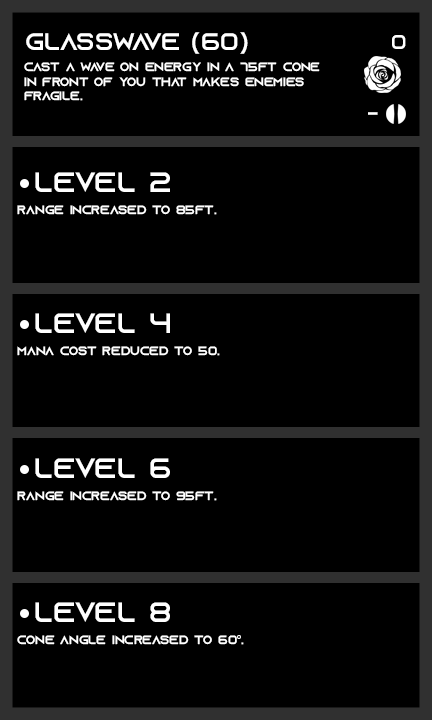 GLASSWAVE (60)
0
CAST A WAVE ON ENERGY IN A 75FT CONE
IN FRONT OF YOU THAT MAKES ENEMIES
FRAGILE.
-
•LEVEL 2
RANGE INCREASED TO 85FT.
•LEVEL 4
MANA COST REDUCED TO 50.
•LEVEL 6
RANGE INCREASED TO 95FT.
•LEVEL 8
CONE ANGLE INCREASED TO 60°.